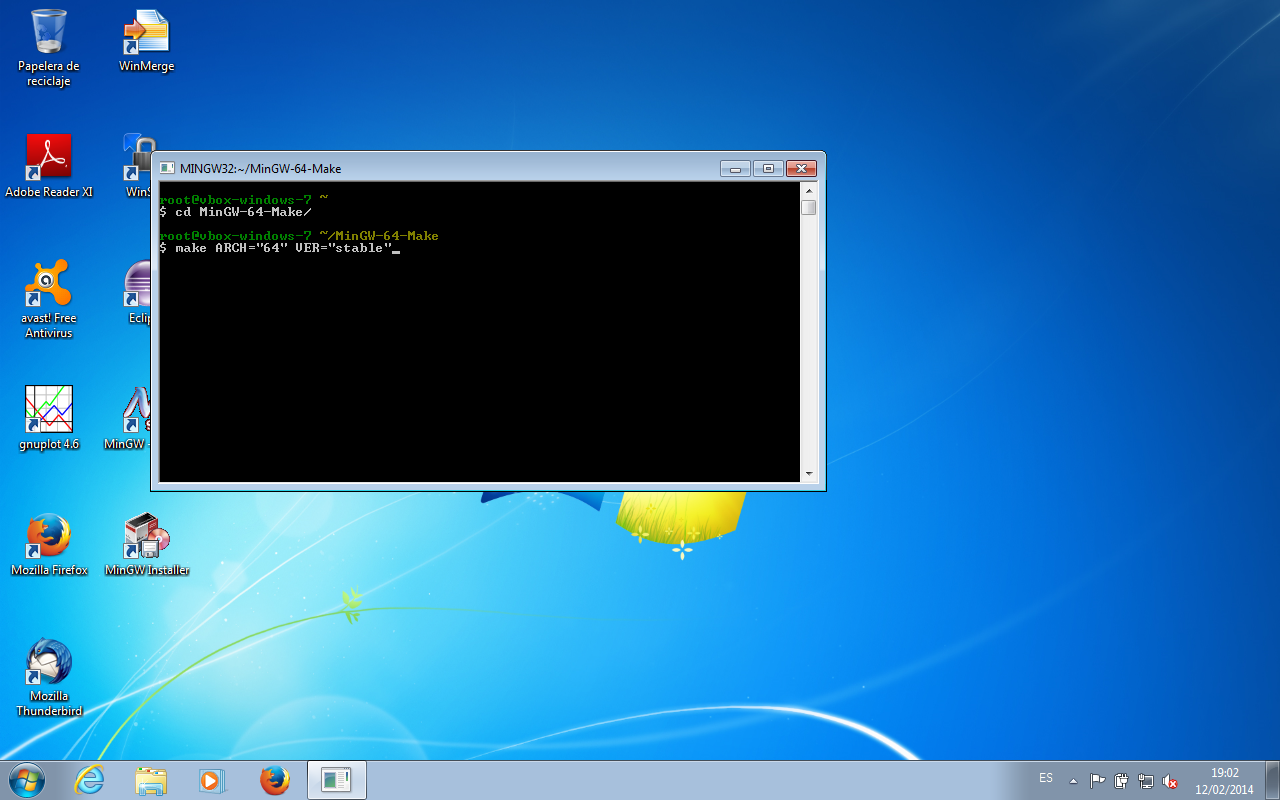 Papelera de
reciclaje
WinMerge
Adobe Reader XI
WinS
avast! Free
Antivirus
Eclip
gnuplot 4.6
MinGW -
Mozilla Firefox
MinGW Installer
Mozilla
Thunderbird
MINGW32:~/MinGW-64-Make
root@vbox-windows-7 ~
$ cd MinGW-64-Make/
root@vbox-windows-7 ~/MinGW-64-Make
$ make ARCH="64" VER="stable"_
ES
19:02
12/02/2014